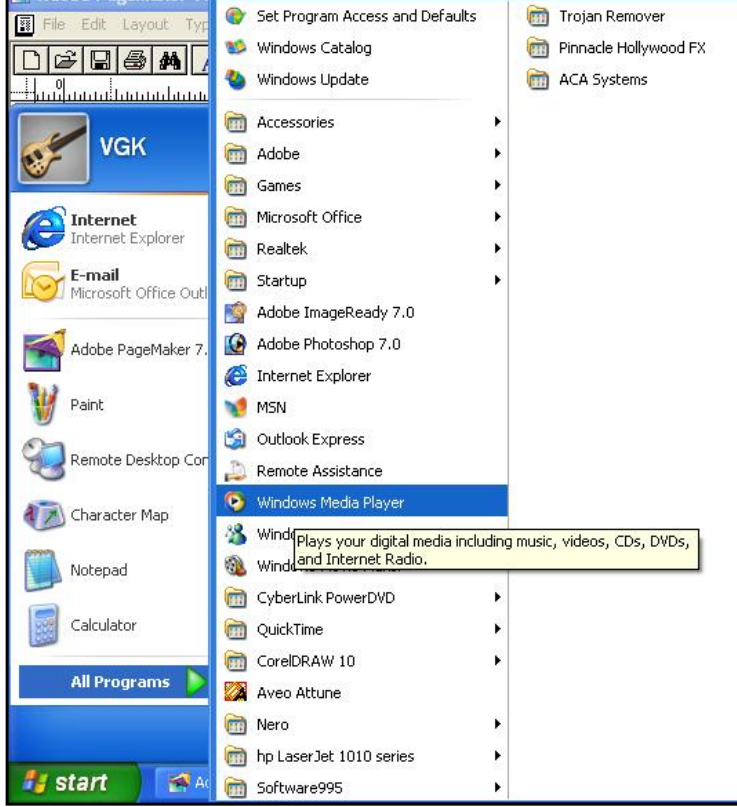 File Edit Layout Typ
0
VGK
Internet
Internet Explorer
E-mail
Microsoft Office Outl
Adobe PageMaker 7.
Paint
Remote Desktop Con
Character Map
Notepad
Calculator
All Programs
start
Ad
Set Program Access and Defaults
Windows Catalog
Windows Update
Accessories
Adobe
Games
Microsoft Office
Realtek
Startup
Adobe ImageReady 7.0
Adobe Photoshop 7.0
Internet Explorer
MSN
Outlook Express
Remote Assistance
Windows Media Player
Wind
Plays your digital media including music, videos, CDs, DVDs,
and Internet Radio.
CyberLink PowerDVD
QuickTime
CorelDRAW 10
Aveo Attune
Nero
hp LaserJet 1010 series
Software995
Trojan Remover
Pinnacle Hollywood FX
ACA Systems